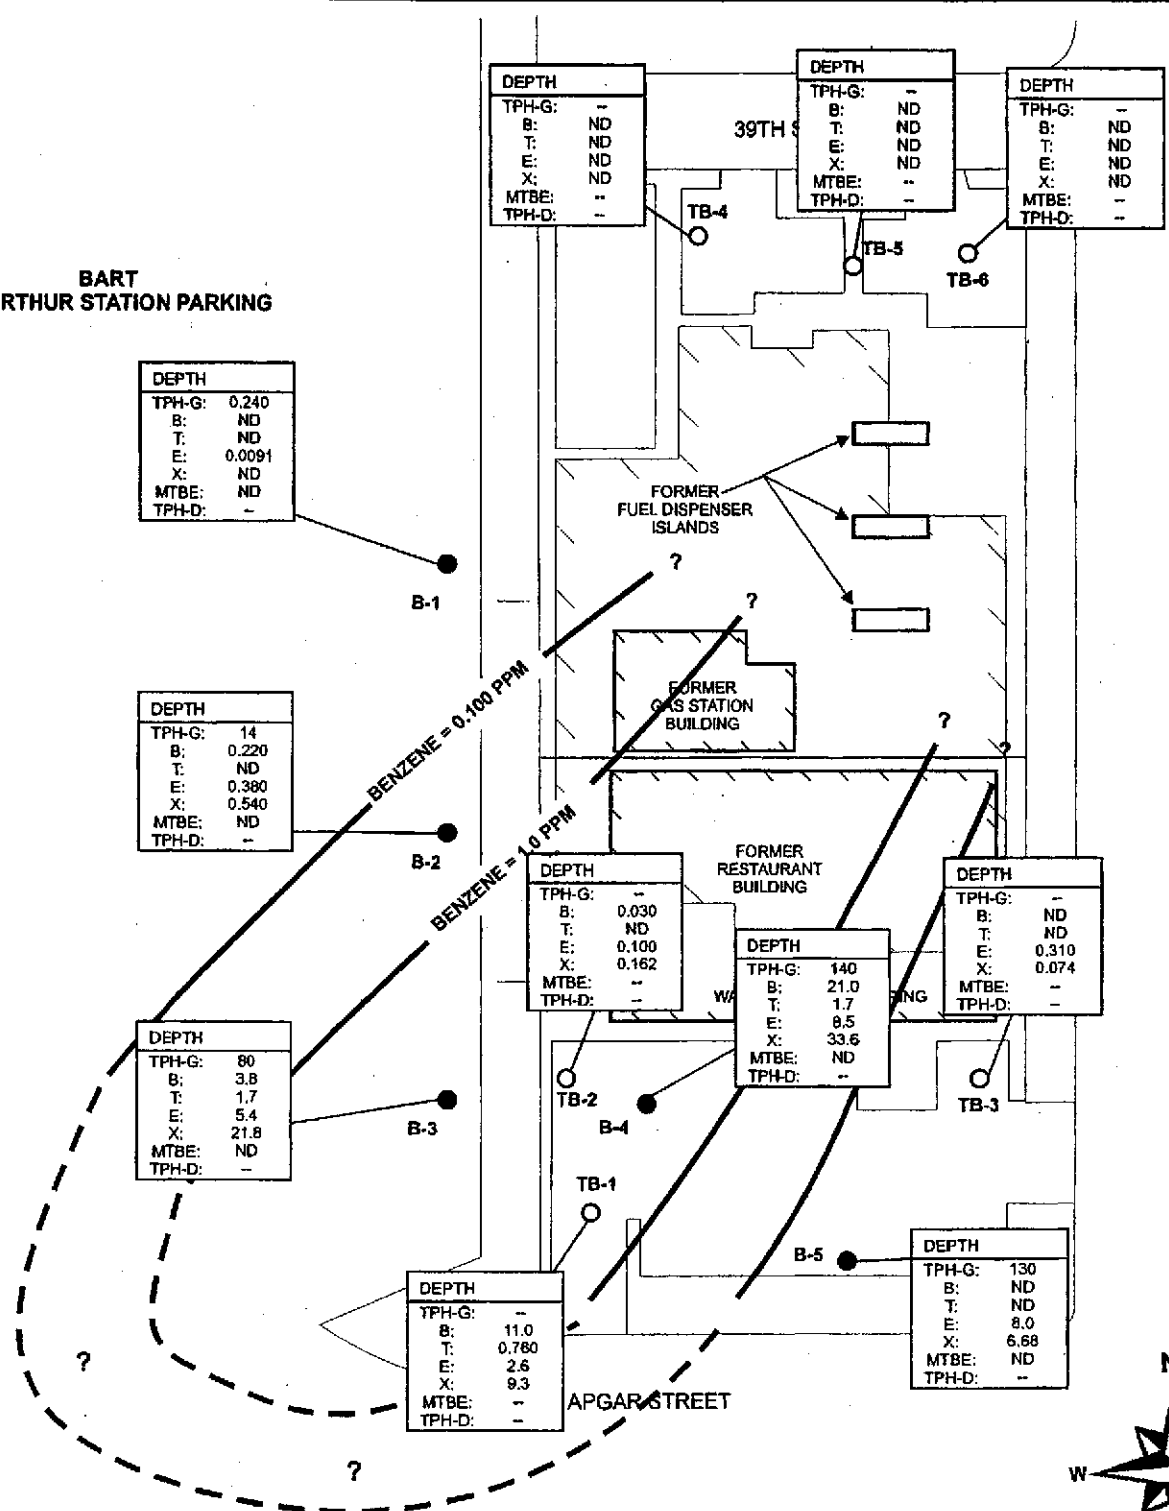 DEPTH
TPH-G: --
B: ND
T: ND
E: ND
X: ND
MTBE: --
TPH-D: --
TB-4
39TH
DEPTH
TPH-G: --
B: ND
T: ND
E: ND
X: ND
MTBE: --
TPH-D: --
TB-5
DEPTH
TPH-G: --
B: ND
T: ND
E: ND
X: ND
MTBE: --
TPH-D: --
TB-6
BART
RTHUR STATION PARKING
DEPTH
TPH-G: 0.240
B: ND
T: ND
E: 0.0091
X: ND
MTBE: ND
TPH-D: --
B-1
FORMER
FUEL DISPENSER
ISLANDS
?
?
FORMER
GAS STATION
BUILDING
BENZENE = 0.100 PPM
DEPTH
TPH-G: 14
B: 0.220
T: ND
E: 0.380
X: 0.540
MTBE: ND
TPH-D: --
B-2
BENZENE = 1.0 PPM
?
?
FORMER
RESTAURANT
BUILDING
DEPTH
TPH-G: --
B: 0.030
T: ND
E: 0.100
X: 0.162
MTBE: --
TPH-D: --
TB-2
DEPTH
TPH-G: 140
B: 21.0
T: 1.7
E: 8.5
X: 33.6
MTBE: ND
TPH-D: --
B-4
DEPTH
TPH-G: --
B: ND
T: ND
E: 0.310
X: 0.074
MTBE: --
TPH-D: --
TB-3
DEPTH
TPH-G: 80
B: 3.8
T: 1.7
E: 5.4
X: 21.8
MTBE: ND
TPH-D: --
B-3
TB-1
DEPTH
TPH-G: --
B: 11.0
T: 0.760
E: 2.6
X: 9.3
MTBE: --
TPH-D: --
B-5
DEPTH
TPH-G: 130
B: ND
T: ND
E: 8.0
X: 6.68
MTBE: ND
TPH-D: --
?
?
APGAR STREET
N
W